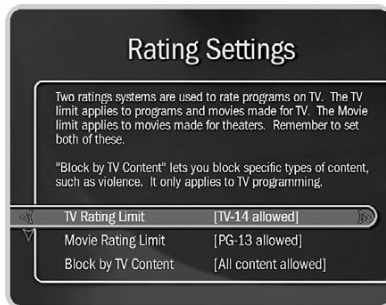 Rating Settings
Two ratings systems are used to rate programs on TV. The TV
limit applies to programs and movies made for TV. The Movie
limit applies to movies made for theaters. Remember to set
both of these.
"Block by TV Content" lets you block specific types of content,
such as violence. It only applies to TV programming.
TV Rating Limit [TV-14 allowed]
Movie Rating Limit [PG-13 allowed]
Block by TV Content [All content allowed]